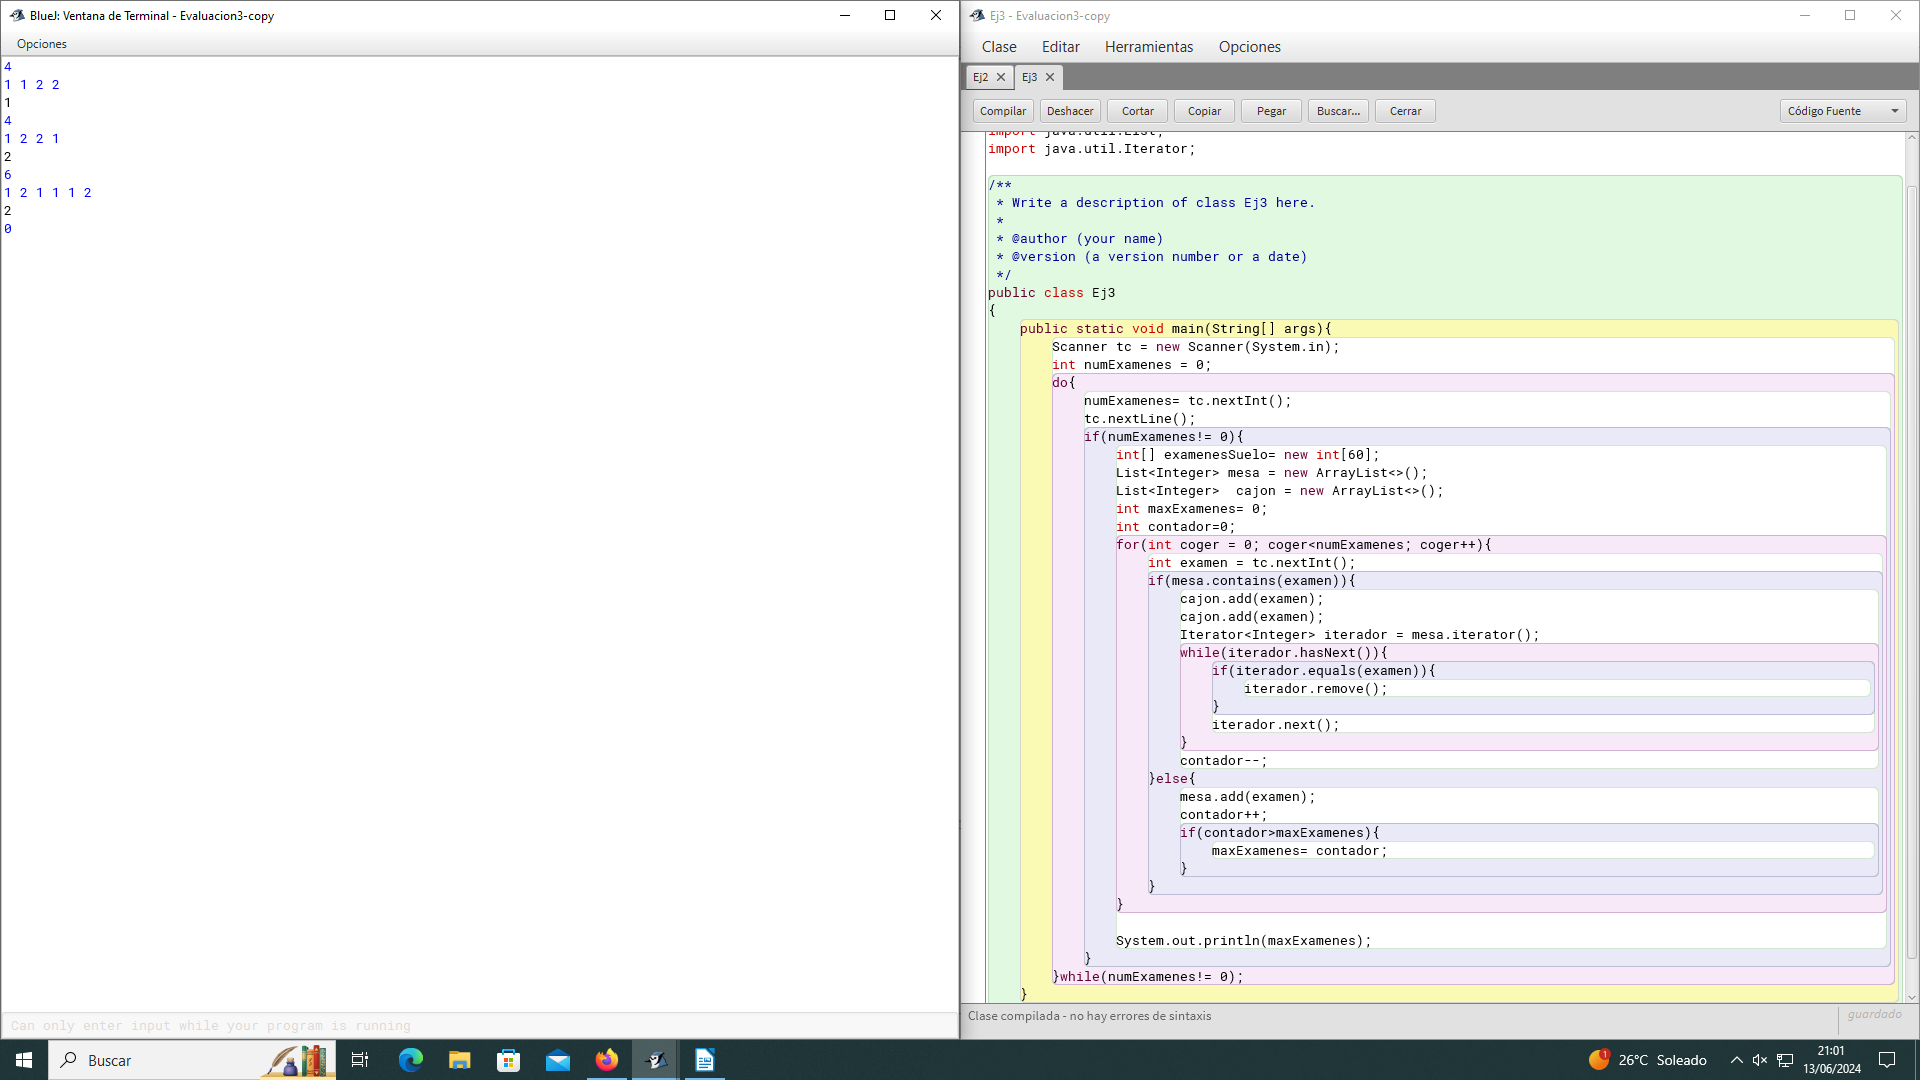 BlueJ: Ventana de Terminal - Evaluacion3-copy
Opciones
4
1 1 2 2
1
4
1 2 2 1
2
6
1 2 1 1 1 2
2
0
Can only enter input while your program is running
Ej3 - Evaluacion3-copy
Clase Editar Herramientas Opciones
Ej2 Ej3
Compilar Deshacer Cortar Copiar Pegar Buscar... Cerrar Código Fuente
import java.util.List;
import java.util.Iterator;
/**
* Write a description of class Ej3 here.
*
* @author (your name)
* @version (a version number or a date)
*/
public class Ej3
{
public static void main(String[] args){
Scanner tc = new Scanner(System.in);
int numExamenes = 0;
do{
numExamenes= tc.nextInt();
tc.nextLine();
if(numExamenes!= 0){
int[] examenesSuelo= new int[60];
List<Integer> mesa = new ArrayList<>();
List<Integer>  cajon = new ArrayList<>();
int maxExamenes= 0;
int contador=0;
for(int coger = 0; coger<numExamenes; coger++){
int examen = tc.nextInt();
if(mesa.contains(examen)){
cajon.add(examen);
cajon.add(examen);
Iterator<Integer> iterador = mesa.iterator();
while(iterador.hasNext()){
if(iterador.equals(examen)){
iterador.remove();
}
iterador.next();
}
contador--;
}else{
mesa.add(examen);
contador++;
if(contador>maxExamenes){
maxExamenes= contador;
}
}
}
System.out.println(maxExamenes);
}
}while(numExamenes!= 0);
}
Clase compilada - no hay errores de sintaxis
guardado
Buscar
1
26°C Soleado
21:01
13/06/2024